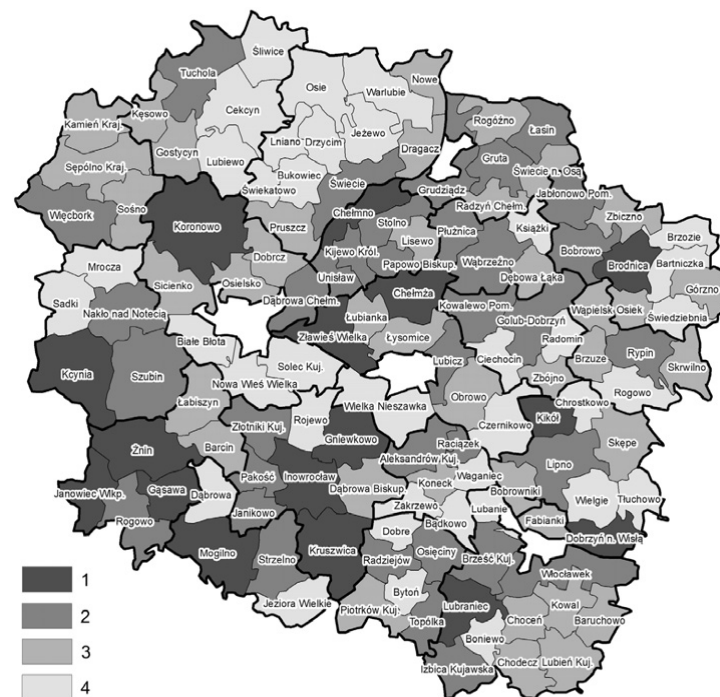 Śliwice
Tuchola
Nowe
Osie
Warlubie
Cekcyn
Kęsowo
Kamień Kraj.
Rogóźno
Łasin
Jeżewo
Lniano Drzycim
Dragacz
Gostycyn
Lubiewo
Gruta
Sępólno Kraj.
Bukowiec
Świecie n. Osą
Świecie
Grudziądz
Świekatowo
Jabłonowo Pom.
Radzyń Chełm.
Więcbork
Sośno
Chełmno
Książki
Zbiczno
Koronowo
Pruszcz
Stolno
Płużnica
Brzozie
Lisewo
Dobrcz
Kijewo Król.
Bobrowo
Brodnica
Bartniczka
Papowo Biskup.
Wąbrzeźno
Mrocza
Dębowa Łąka
Unisław
Górzno
Sicienko
Osielsko
Chełmża
Sadki
Dąbrowa Chełm.
Kowalewo Pom.
Wąpielsk
Osiek
Nakło nad Notecią
Łubianka
Świedziebnia
Zławieś Wielka
Golub-Dobrzyń
Białe Błota
Łysomice
Radomin
Solec Kuj.
Lubicz
Ciechocin
Brzuze
Rypin
Skrwilno
Kcynia
Szubin
Nowa Wieś Wielka
Zbójno
Rogowo
Łabiszyn
Obrowo
Wielka Nieszawka
Chrostkowo
Złotniki Kuj.
Rojewo
Kikół
Gniewkowo
Czernikowo
Raciążek
Skępe
Żnin
Barcin
Aleksandrów Kuj.
Lipno
Pakość
Inowrocław
Waganiec
Janowiec Wlkp.
Gąsawa
Dąbrowa
Dąbrowa Biskup.
Koneck
Bobrowniki
Wielgie
Tłuchowo
Zakrzewo
Lubanie
Rogowo
Janikowo
Bądkowo
Fabianki
Dobre
Dobrzyń n. Wisłą
Mogilno
Strzelno
Kruszwica
Radziejów
Osięciny
Brześć Kuj.
Włocławek
Bytoń
Jeziora Wielkie
Piotrków Kuj.
Lubraniec
Kowal
Topólka
Choceń
Baruchowo
Boniewo
Izbica Kujawska
Chodecz
Lubień Kuj.
1
2
3
4